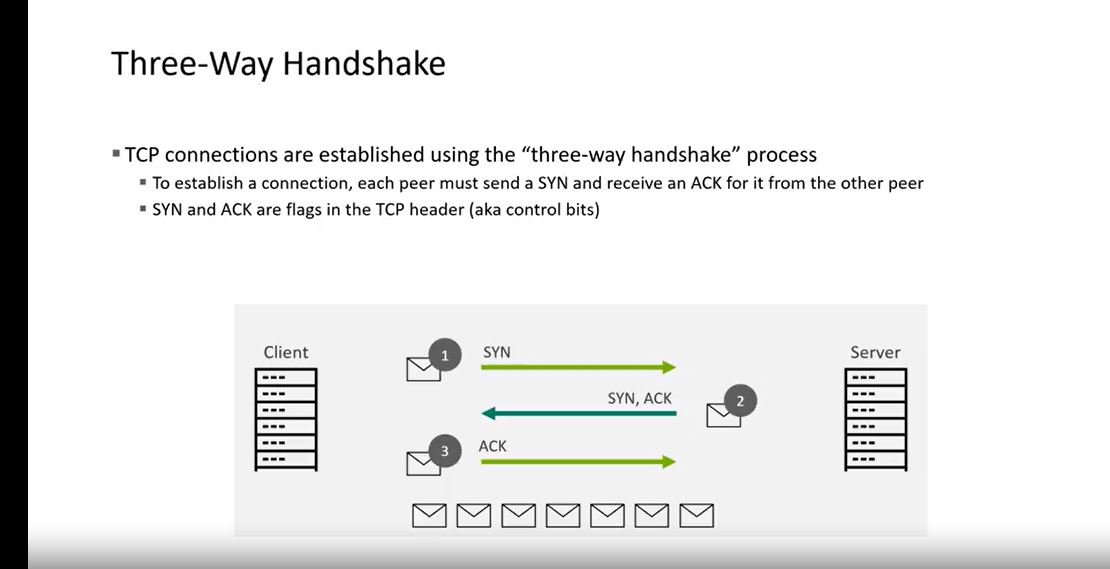 Three-Way Handshake
TCP connections are established using the “three-way handshake” process
To establish a connection, each peer must send a SYN and receive an ACK for it from the other peer
SYN and ACK are flags in the TCP header (aka control bits)
Client
1
SYN
Server
SYN, ACK
2
3
ACK